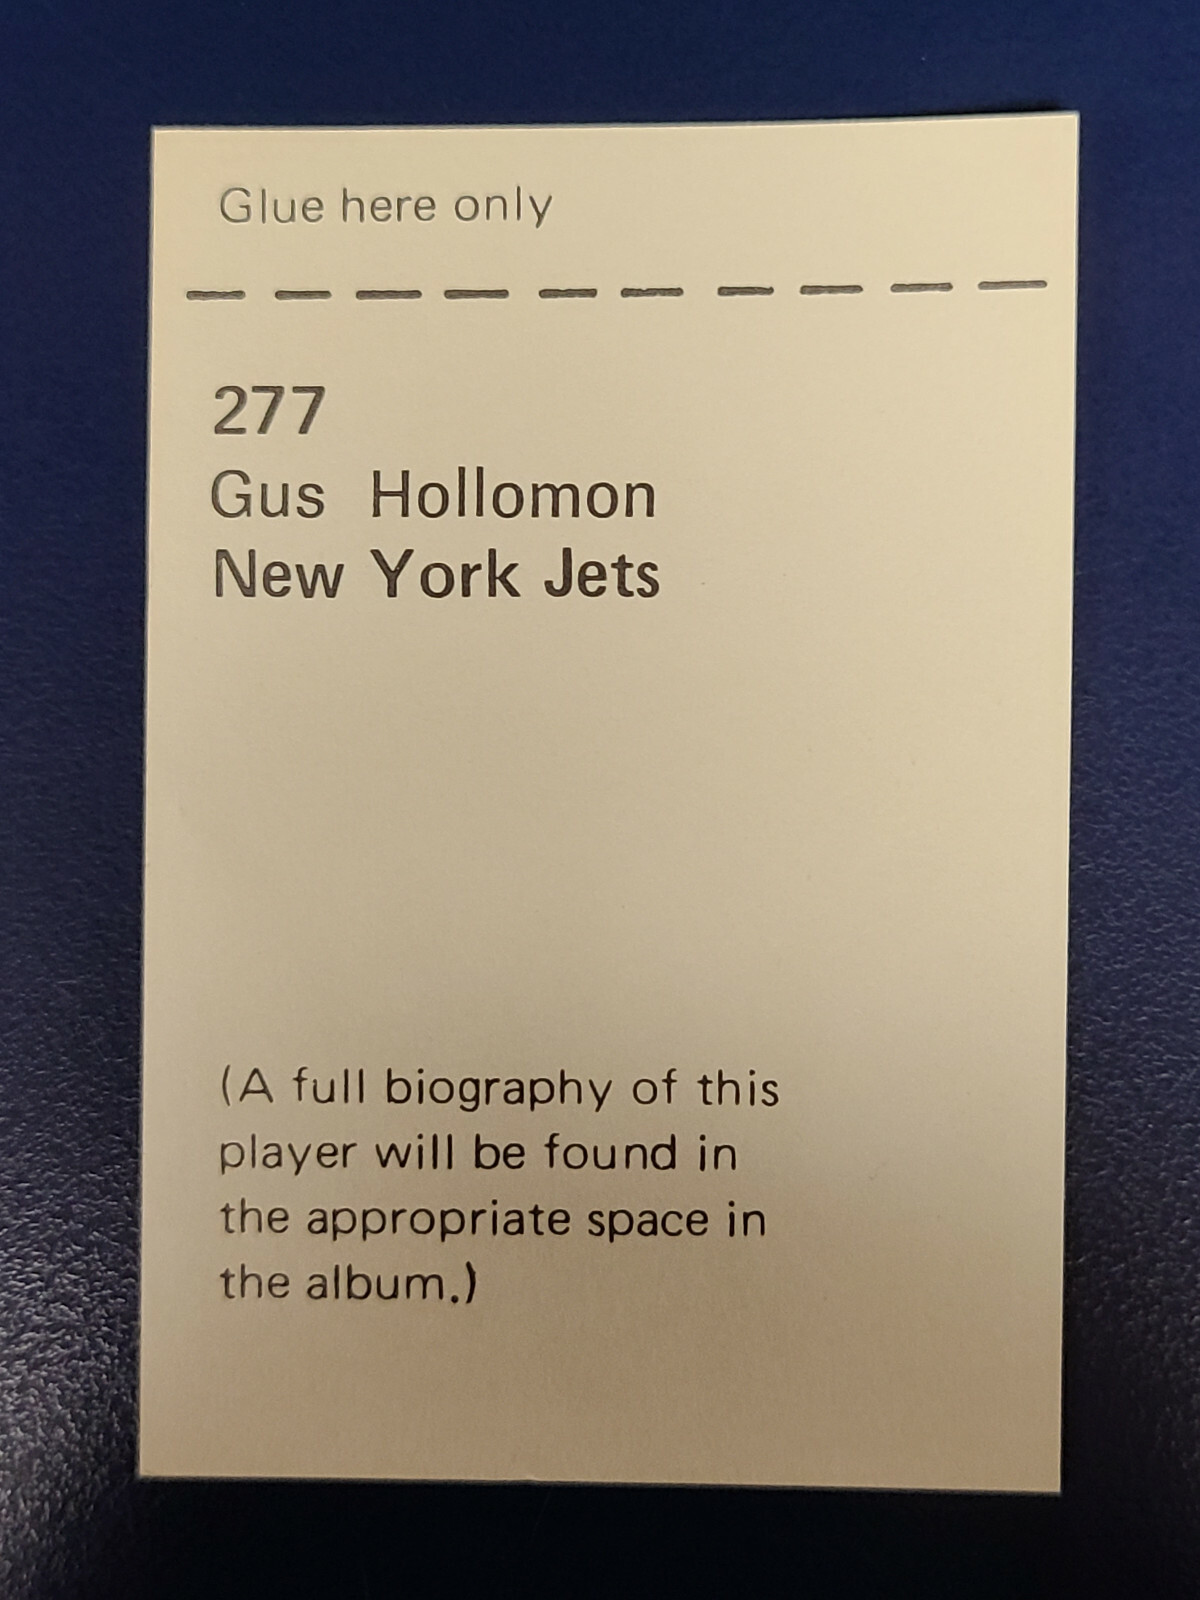 Glue here only
277
Gus Hollomon
New York Jets
(A full biography of this
player will be found in
the appropriate space in
the album.)